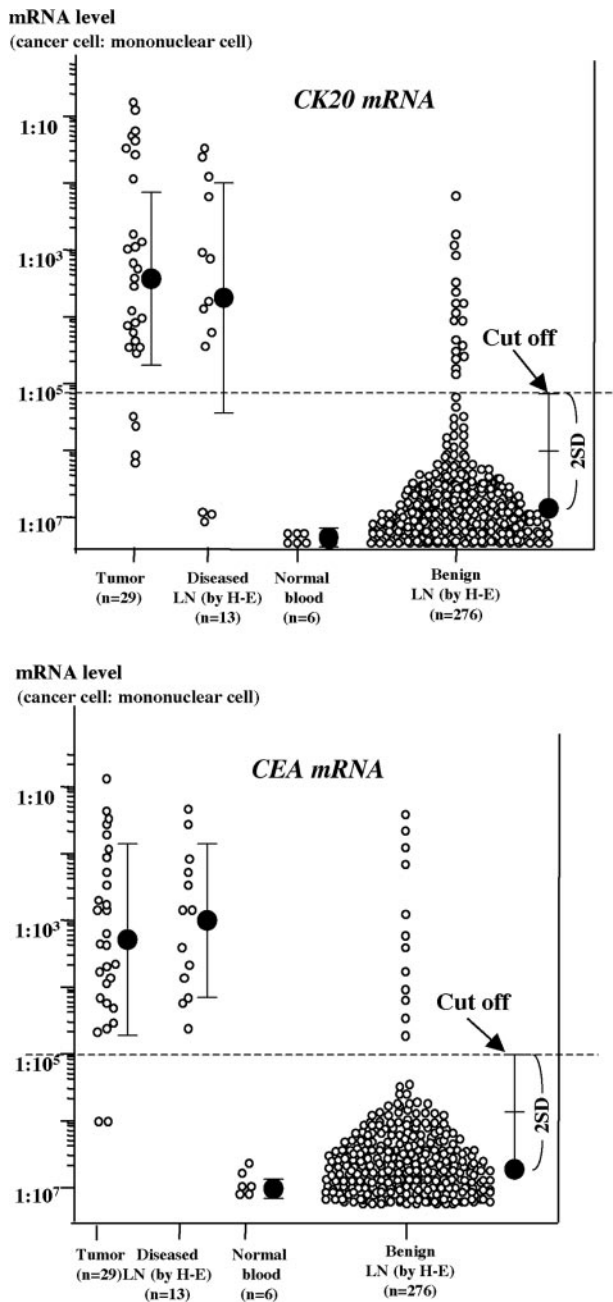 mRNA level
(cancer cell: mononuclear cell)
CK20 mRNA
1:10
1:10³
Cut off
1:10⁵
2SD
1:10⁷
Tumor Diseased Normal Benign
(n=29) LN (by H-E) blood LN (by H-E)
(n=13) (n=6) (n=276)
mRNA level
(cancer cell: mononuclear cell)
CEA mRNA
1:10
1:10³
Cut off
1:10⁵
2SD
1:10⁷
Tumor Diseased Normal Benign
(n=29)LN (by H-E) blood LN (by H-E)
(n=13) (n=6) (n=276)